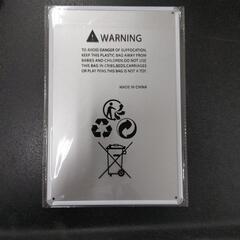 WARNING
TO AVOID DANGER OF SUFFOCATION,
KEEP THIS PLASTIC BAG AWAY FROM
BABIES AND CHILDREN.DO NOT USE
THIS BAG IN CRIBS,BEDS,CARRIAGES
OR PLAY PENS.THIS BAG IS NOT A TOY.
MADE IN CHINA